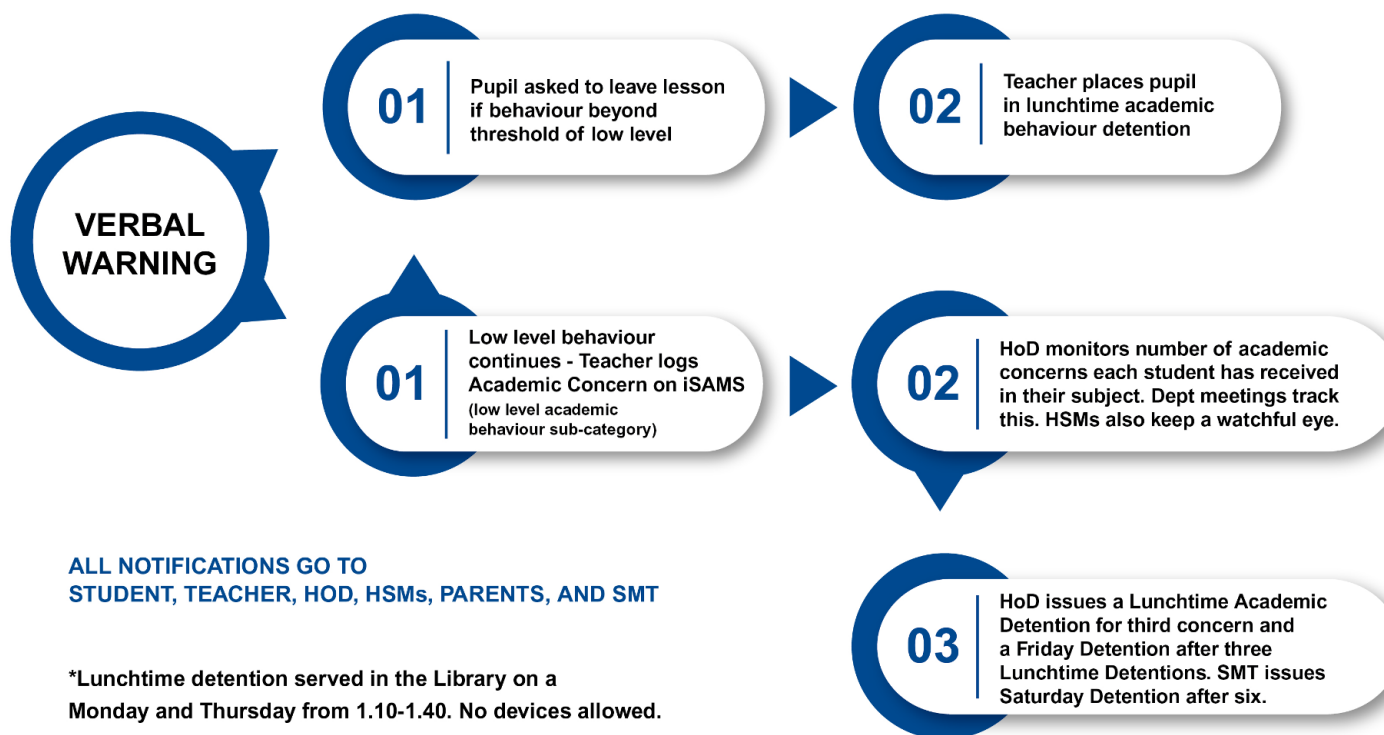 VERBAL
WARNING
01
Pupil asked to leave lesson
if behaviour beyond
threshold of low level
02
Teacher places pupil
in lunchtime academic
behaviour detention
01
Low level behaviour
continues - Teacher logs
Academic Concern on iSAMS
(low level academic
behaviour sub-category)
02
HoD monitors number of academic
concerns each student has received
in their subject. Dept meetings track
this. HSMs also keep a watchful eye.
03
HoD issues a Lunchtime Academic
Detention for third concern and
a Friday Detention after three
Lunchtime Detentions. SMT issues
Saturday Detention after six.
ALL NOTIFICATIONS GO TO
STUDENT, TEACHER, HOD, HSMs, PARENTS, AND SMT
*Lunchtime detention served in the Library on a
Monday and Thursday from 1.10-1.40. No devices allowed.